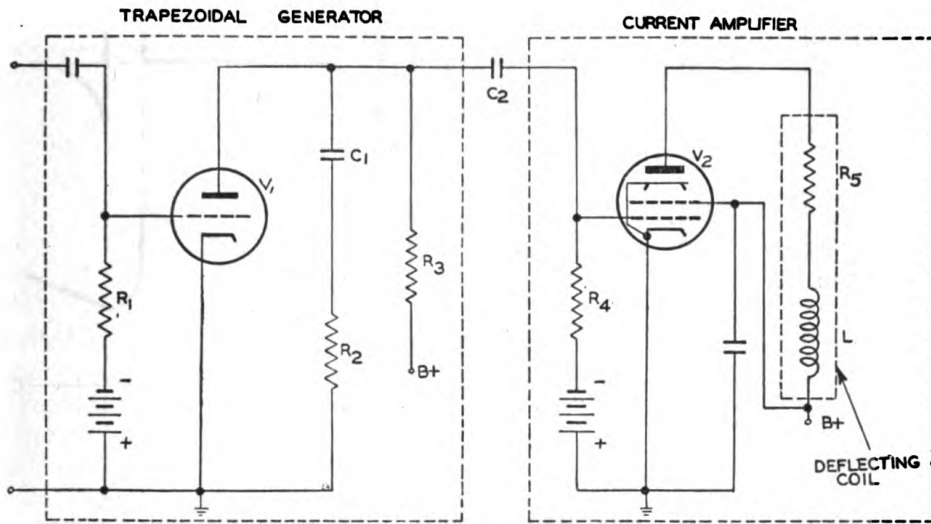 TRAPEZOIDAL GENERATOR
CURRENT AMPLIFIER
C2
C1
V1
V2
R5
R3
R1
R4
R2
L
B+
-
+
-
+
B+
DEFLECTING
COIL